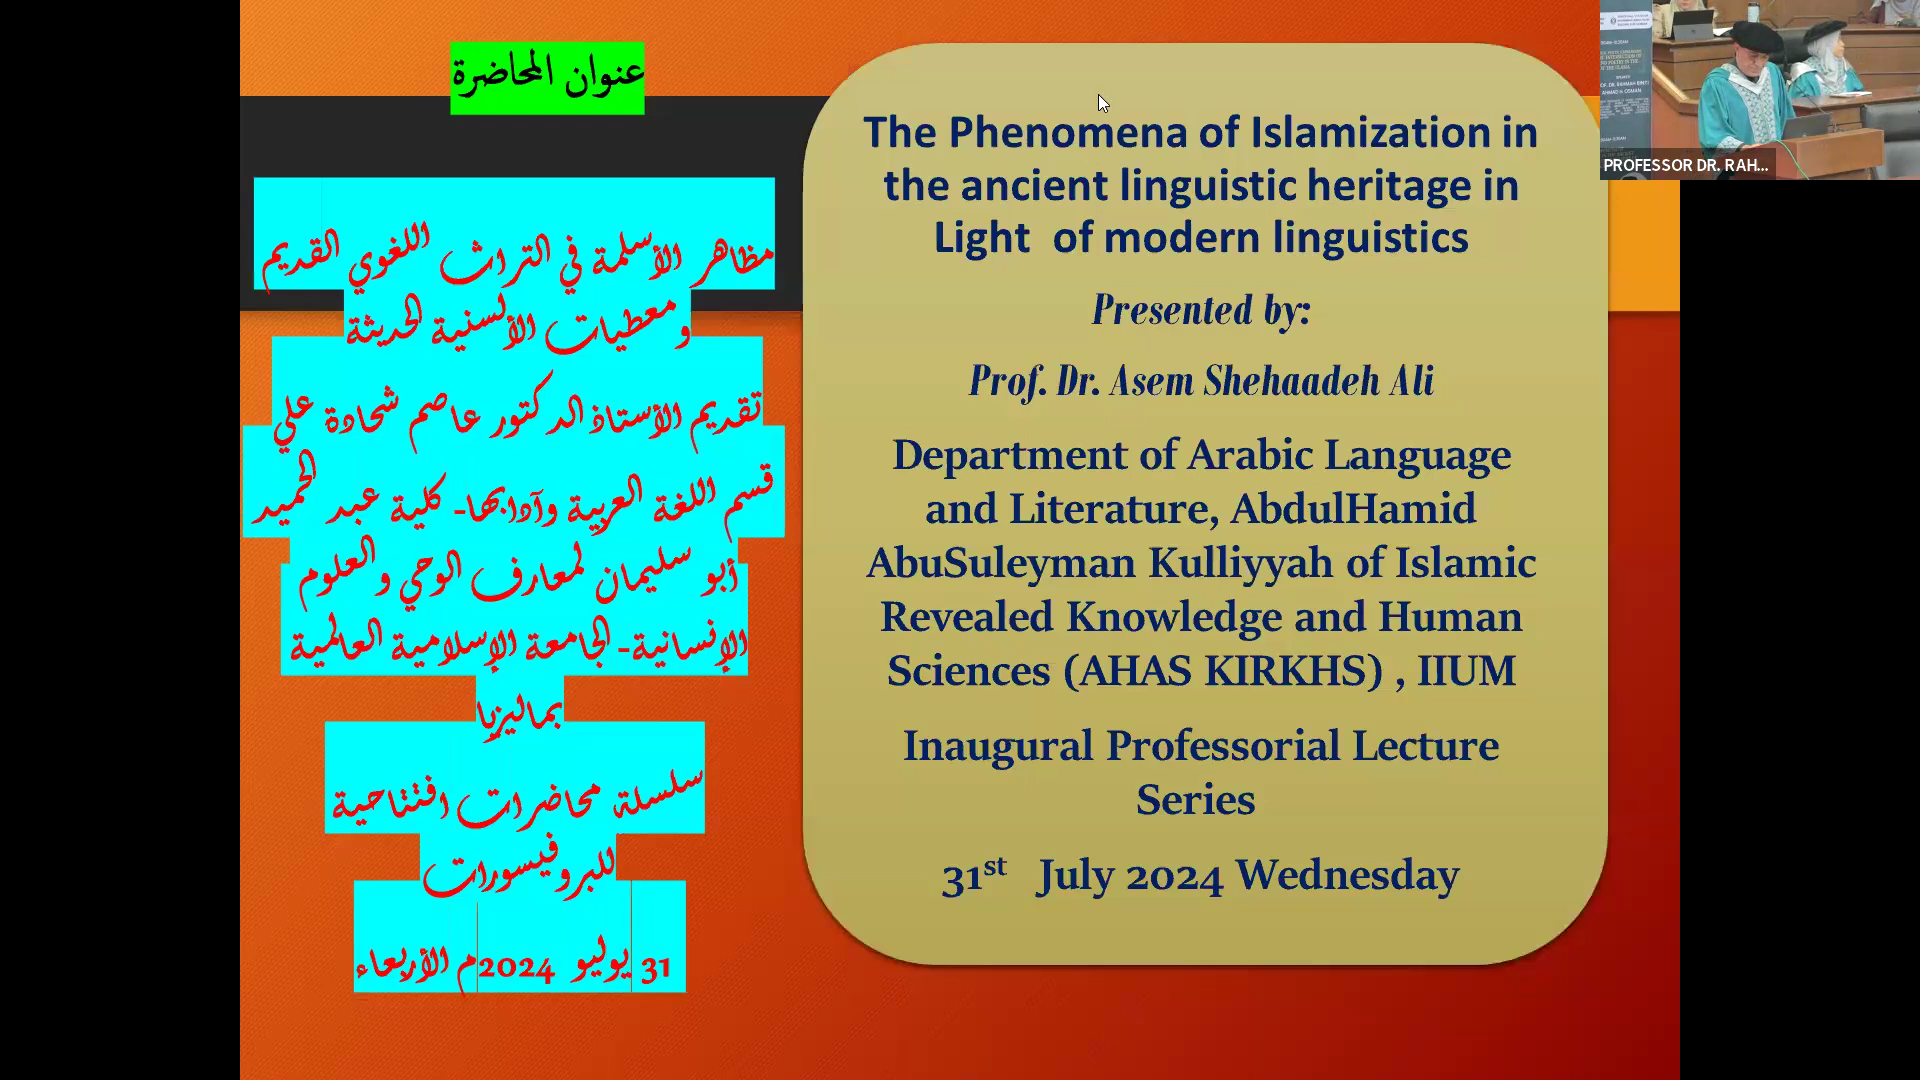 عنوان المحاضرة
مظاهر الأسلمة في التراث اللغوي القديم
ومعطيات الألسنية الحديثة
تقديم الأستاذ الدكتور عاصم شحادة علي
قسم اللغة العربية وآدابها- كلية عبد الحميد
أبو سليمان لمعارف الوحي والعلوم
الإنسانية- الجامعة الإسلامية العالمية
بماليزيا
سلسلة محاضرات افتتاحية
للبروفيسورات
31 يوليو 2024م الأربعاء
The Phenomena of Islamization in
the ancient linguistic heritage in
Light of modern linguistics
Presented by:
Prof. Dr. Asem Shehaadeh Ali
Department of Arabic Language
and Literature, AbdulHamid
AbuSuleyman Kulliyyah of Islamic
Revealed Knowledge and Human
Sciences (AHAS KIRKHS) , IIUM
Inaugural Professorial Lecture
Series
31st July 2024 Wednesday
PROFESSOR DR. RAH...